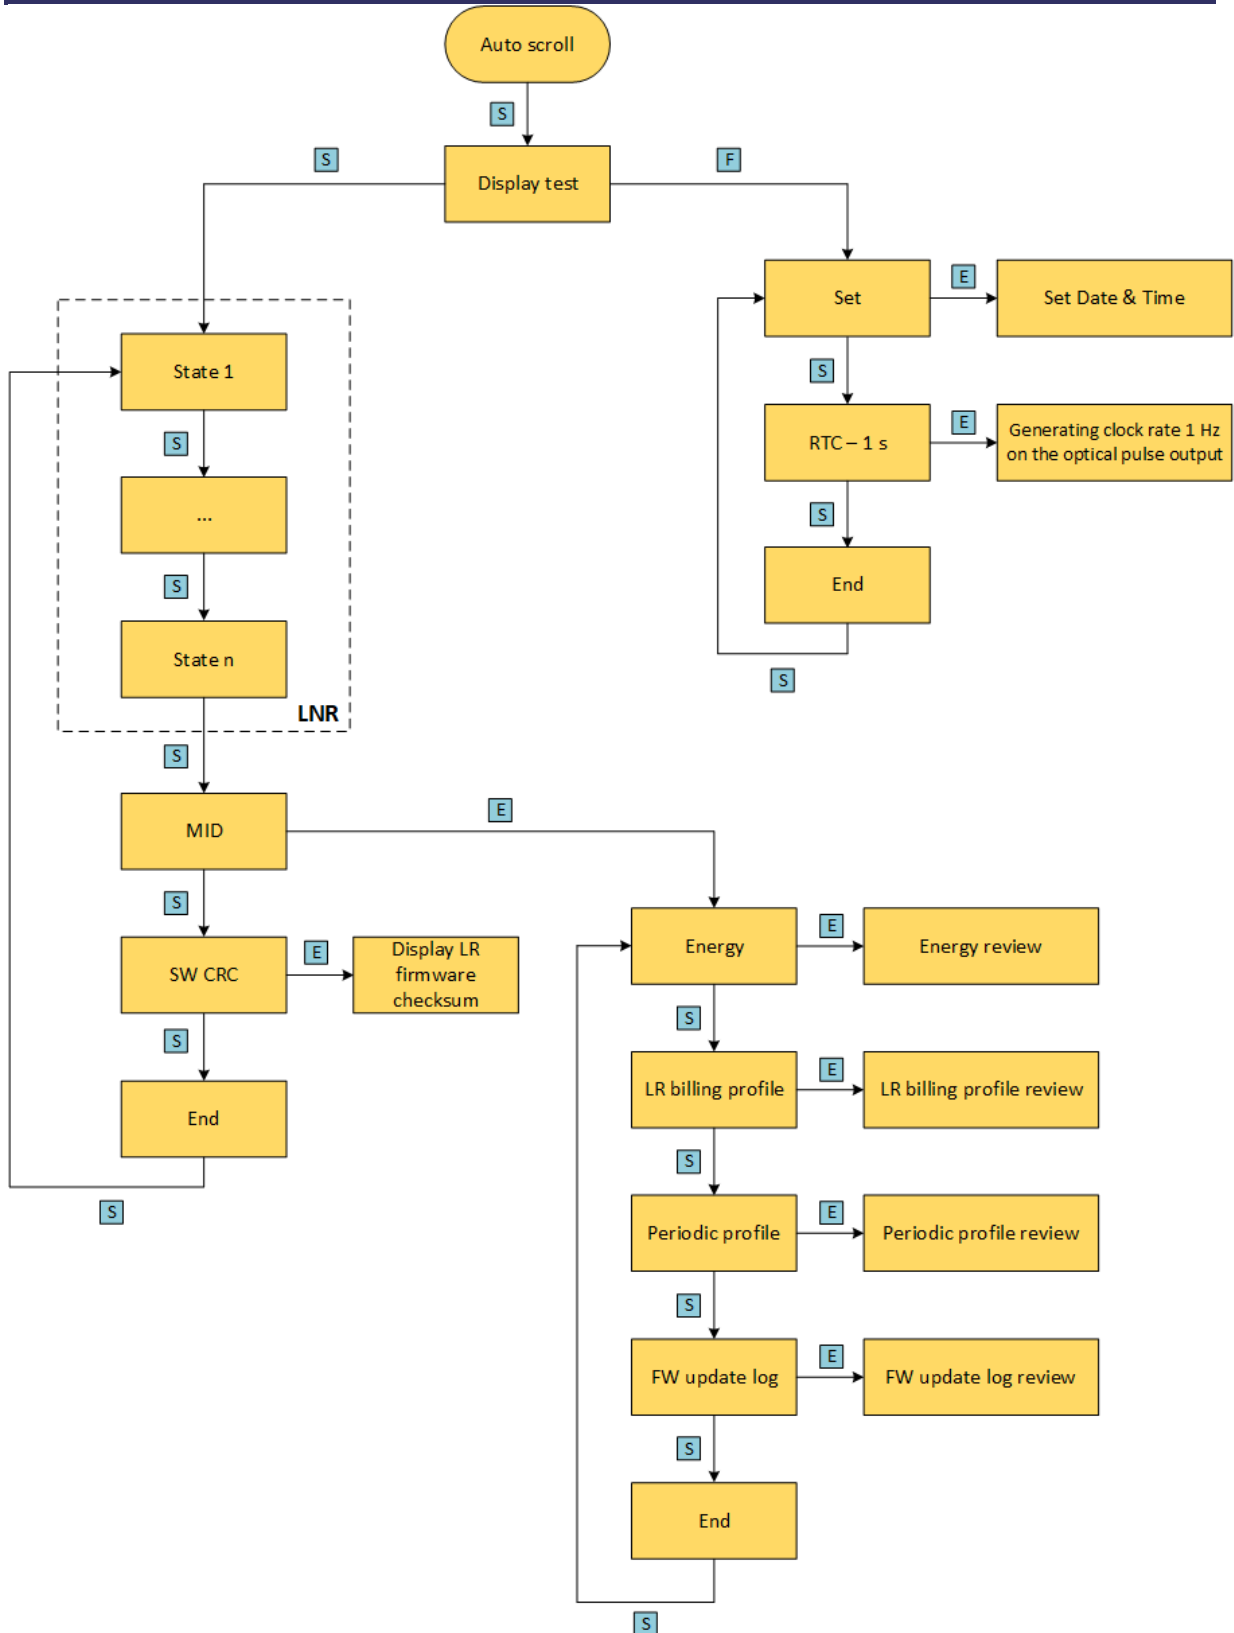 Auto scroll
S
S
F
Display test
Set
E
Set Date & Time
State 1
S
S
RTC – 1 s
E
Generating clock rate 1 Hz
on the optical pulse output
...
S
S
End
State n
S
LNR
S
MID
E
S
Energy
E
Energy review
SW CRC
E
Display LR
firmware
checksum
S
S
End
LR billing profile
E
LR billing profile review
S
S
Periodic profile
E
Periodic profile review
S
FW update log
E
FW update log review
S
End
S